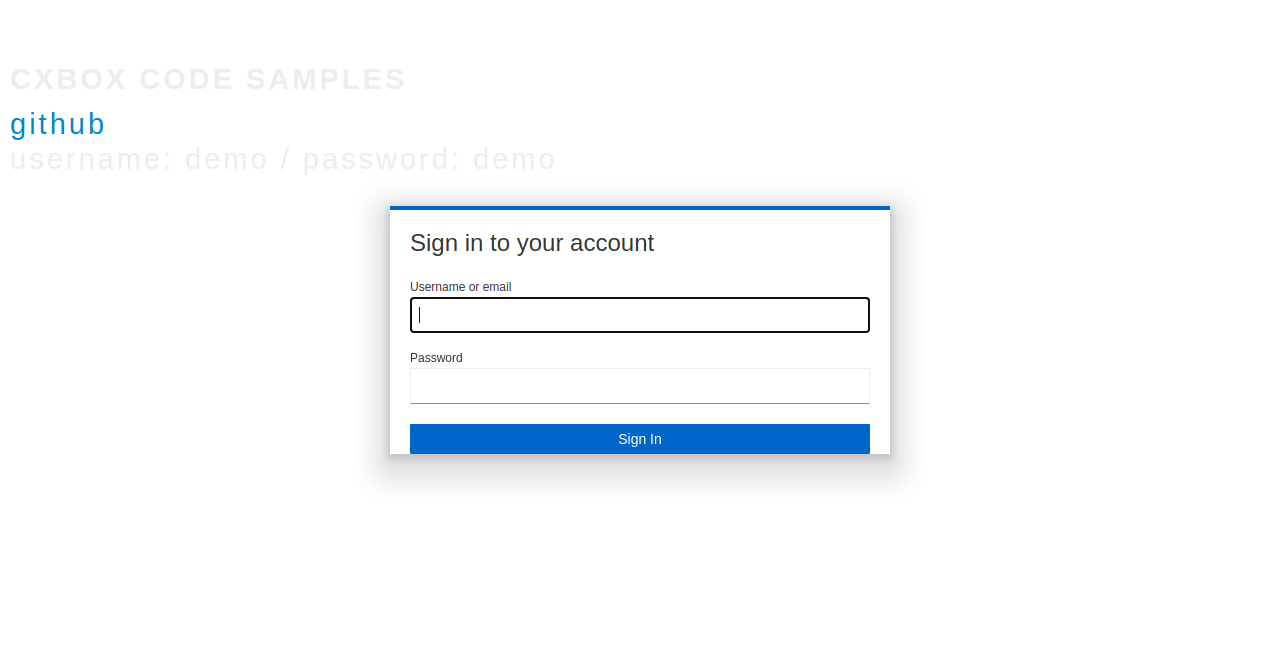 CXBOX CODE SAMPLES
github
username: demo / password: demo
Sign in to your account
Username or email
Password
Sign In